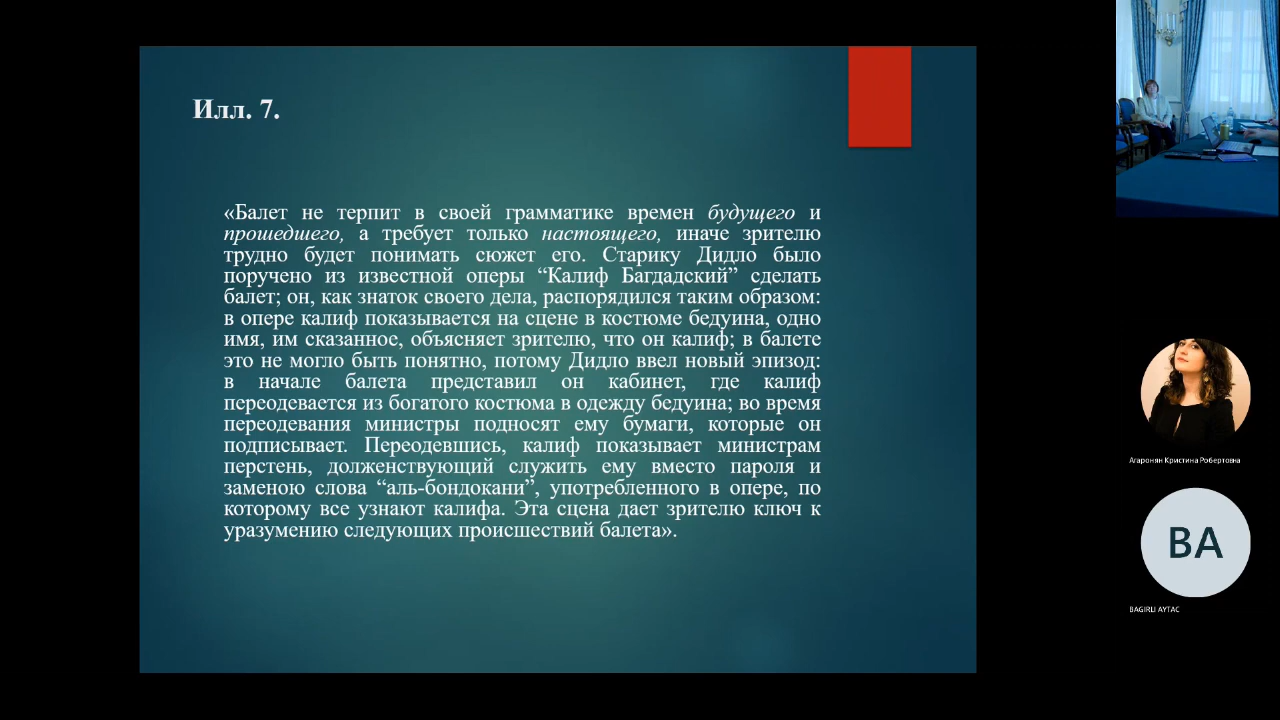 Илл. 7.
«Балет не терпит в своей грамматике времен будущего и
прошедшего, а требует только настоящего, иначе зрителю
трудно будет понимать сюжет его. Старику Дидло было
поручено из известной оперы “Калиф Багдадский” сделать
балет; он, как знаток своего дела, распорядился таким образом:
в опере калиф показывается на сцене в костюме бедуина, одно
имя, им сказанное, объясняет зрителю, что он калиф; в балете
это не могло быть понятно, потому Дидло ввел новый эпизод:
в начале балета представил он кабинет, где калиф
переодевается из богатого костюма в одежду бедуина; во время
переодевания министры подносят ему бумаги, которые он
подписывает. Переодевшись, калиф показывает министрам
перстень, долженствующий служить ему вместо пароля и
заменою слова “аль-бондокани”, употребленного в опере, по
которому все узнают калифа. Эта сцена дает зрителю ключ к
уразумению следующих происшествий балета».
Агаронян Кристина Робертовна
BA
BAGIRLI AYTAC